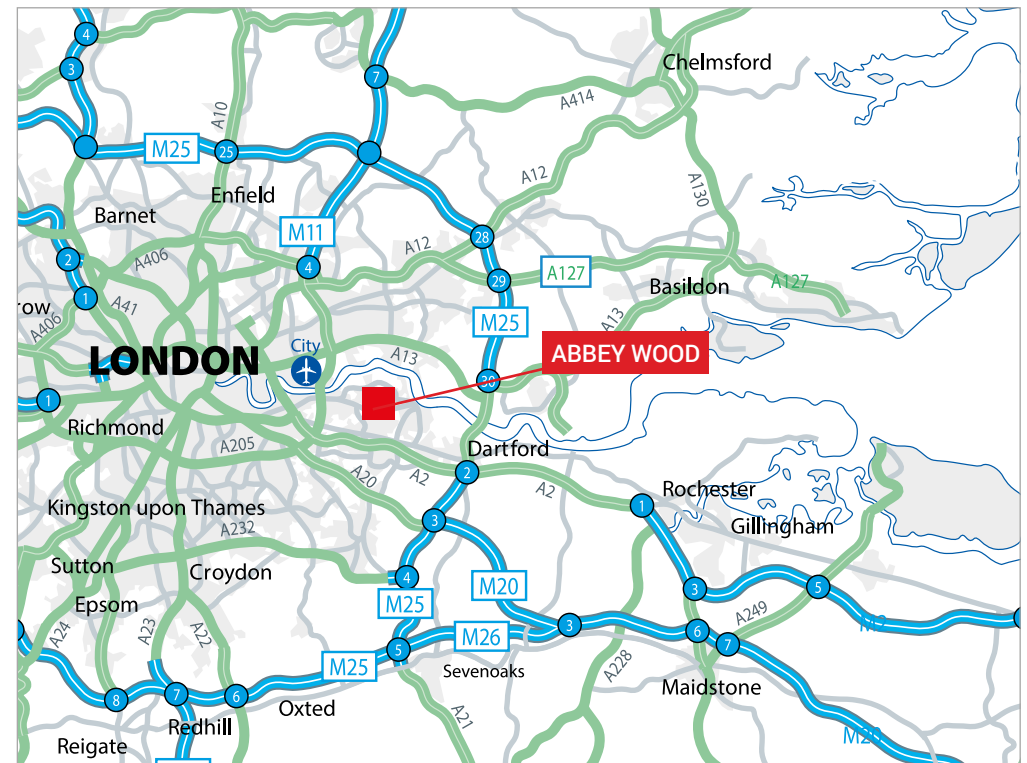 4
3
7
Chelmsford
A414
A10
M25
25
A12
A130
Enfield
Barnet
M11
28
A406
A12
2
4
29
A127
A127
Basildon
1
row
A41
A406
M25
A13
City
LONDON
A13
ABBEY WOOD
30
1
Richmond
A205
Dartford
A20
A2
2
A2
Rochester
1
Kingston upon Thames
3
Gillingham
A232
Sutton
Croydon
4
M20
3
5
Epsom
M25
A249
M2
A24
A23
A22
M26
3
6
7
M25
5
Sevenoaks
A228
Maidstone
8
7
6
Oxted
A21
Redhill
Reigate
M20